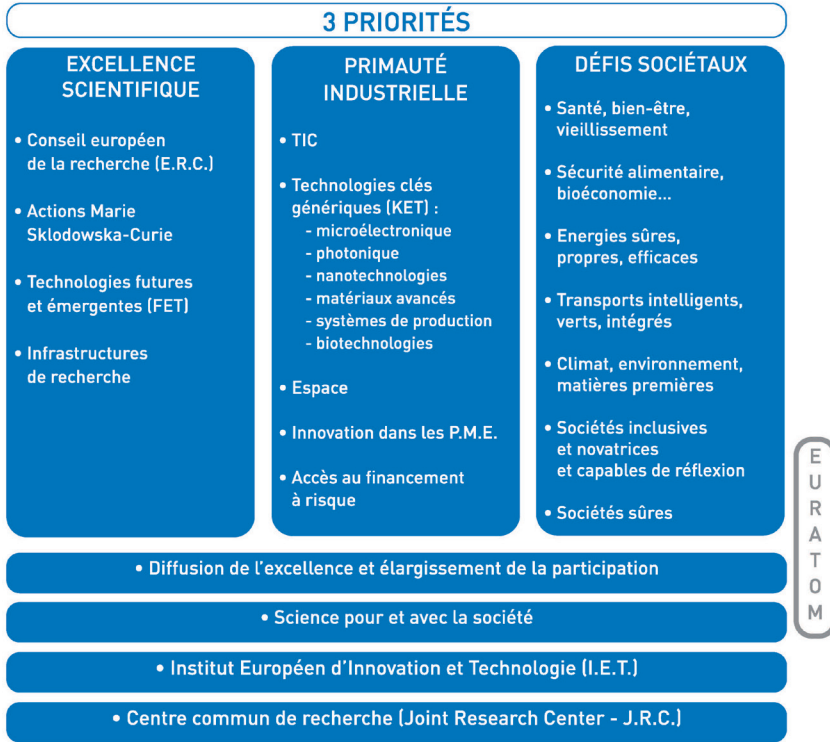 3 PRIORITÉS
EXCELLENCE
SCIENTIFIQUE
• Conseil européen
de la recherche (E.R.C.)
• Actions Marie
Sklodowska-Curie
• Technologies futures
et émergentes (FET)
• Infrastructures
de recherche
PRIMAUTÉ
INDUSTRIELLE
• TIC
• Technologies clés
génériques (KET) :
- microélectronique
- photonique
- nanotechnologies
- matériaux avancés
- systèmes de production
- biotechnologies
• Espace
• Innovation dans les P.M.E.
• Accès au financement
à risque
DÉFIS SOCIÉTAUX
• Santé, bien-être,
vieillissement
• Sécurité alimentaire,
bioéconomie...
• Energies sûres,
propres, efficaces
• Transports intelligents,
verts, intégrés
• Climat, environnement,
matières premières
• Sociétés inclusives
et novatrices
et capables de réflexion
• Sociétés sûres
EURATOM
• Diffusion de l'excellence et élargissement de la participation
• Science pour et avec la société
• Institut Européen d'Innovation et Technologie (I.E.T.)
• Centre commun de recherche (Joint Research Center - J.R.C.)